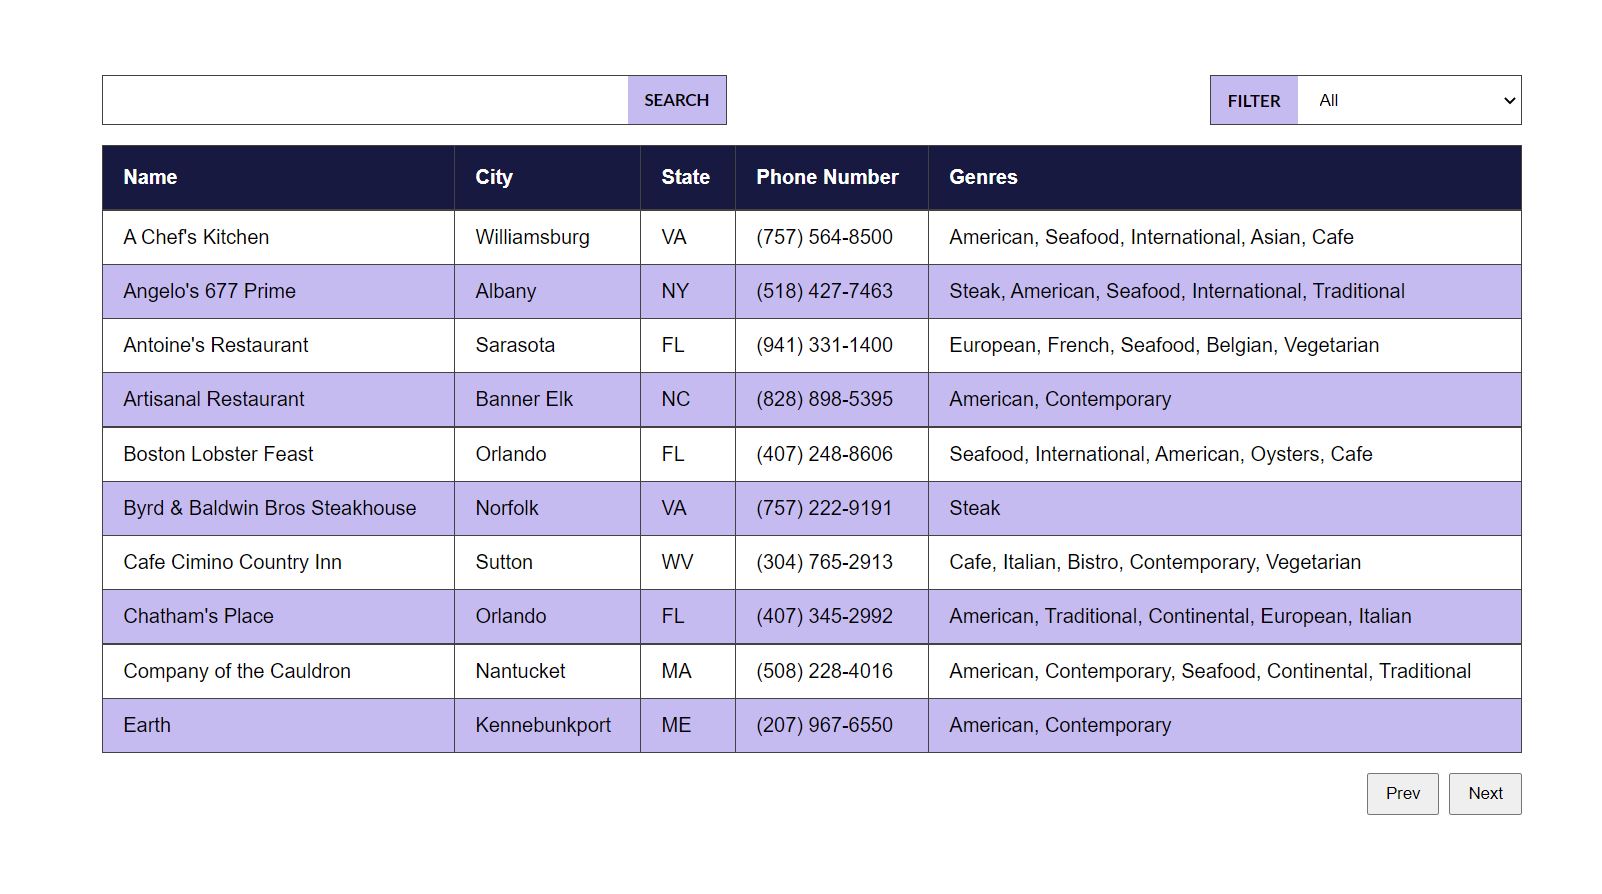 SEARCH FILTER All
Name City State Phone Number Genres
A Chef's Kitchen Williamsburg VA (757) 564-8500 American, Seafood, International, Asian, Cafe
Angelo's 677 Prime Albany NY (518) 427-7463 Steak, American, Seafood, International, Traditional
Antoine's Restaurant Sarasota FL (941) 331-1400 European, French, Seafood, Belgian, Vegetarian
Artisanal Restaurant Banner Elk NC (828) 898-5395 American, Contemporary
Boston Lobster Feast Orlando FL (407) 248-8606 Seafood, International, American, Oysters, Cafe
Byrd & Baldwin Bros Steakhouse Norfolk VA (757) 222-9191 Steak
Cafe Cimino Country Inn Sutton WV (304) 765-2913 Cafe, Italian, Bistro, Contemporary, Vegetarian
Chatham's Place Orlando FL (407) 345-2992 American, Traditional, Continental, European, Italian
Company of the Cauldron Nantucket MA (508) 228-4016 American, Contemporary, Seafood, Continental, Traditional
Earth Kennebunkport ME (207) 967-6550 American, Contemporary
Prev Next